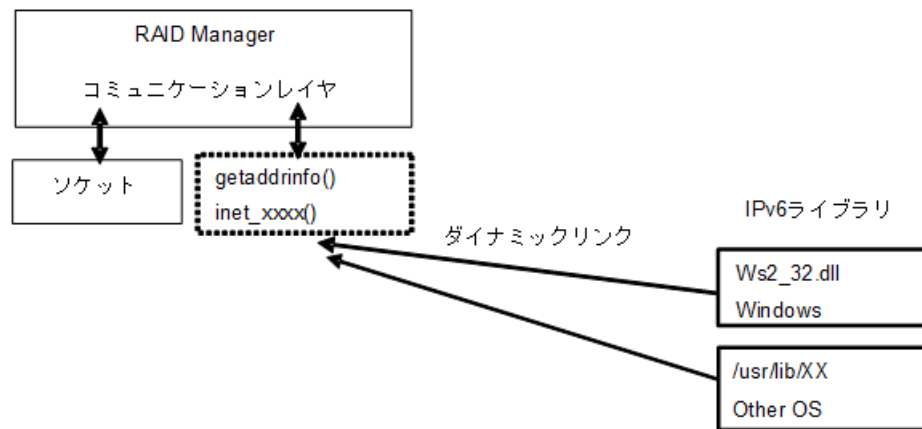 RAID Manager
コミュニケーションレイヤ
ソケット
getaddrinfo()
inet_xxxx()
ダイナミックリンク
IPv6ライブラリ
Ws2_32.dll
Windows
/usr/lib/XX
Other OS